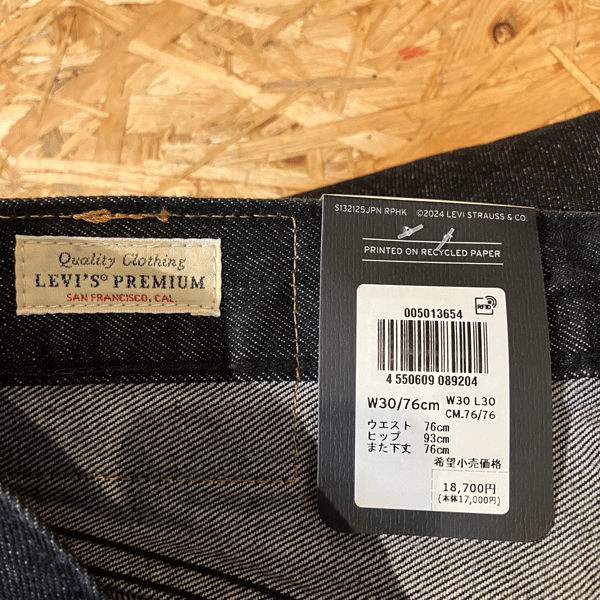 Quality Clothing
LEVI'S® PREMIUM
SAN FRANCISCO, CAL.
S132125JPN RPHK ©2024 LEVI STRAUSS & CO.
PRINTED ON RECYCLED PAPER
RFID
005013654
4 550609 089204
W30/76cm
W30 L30
CM.76/76
ウエスト 76cm
ヒップ 93cm
また下丈 76cm
希望小売価格
18,700円
(本体17,000円)